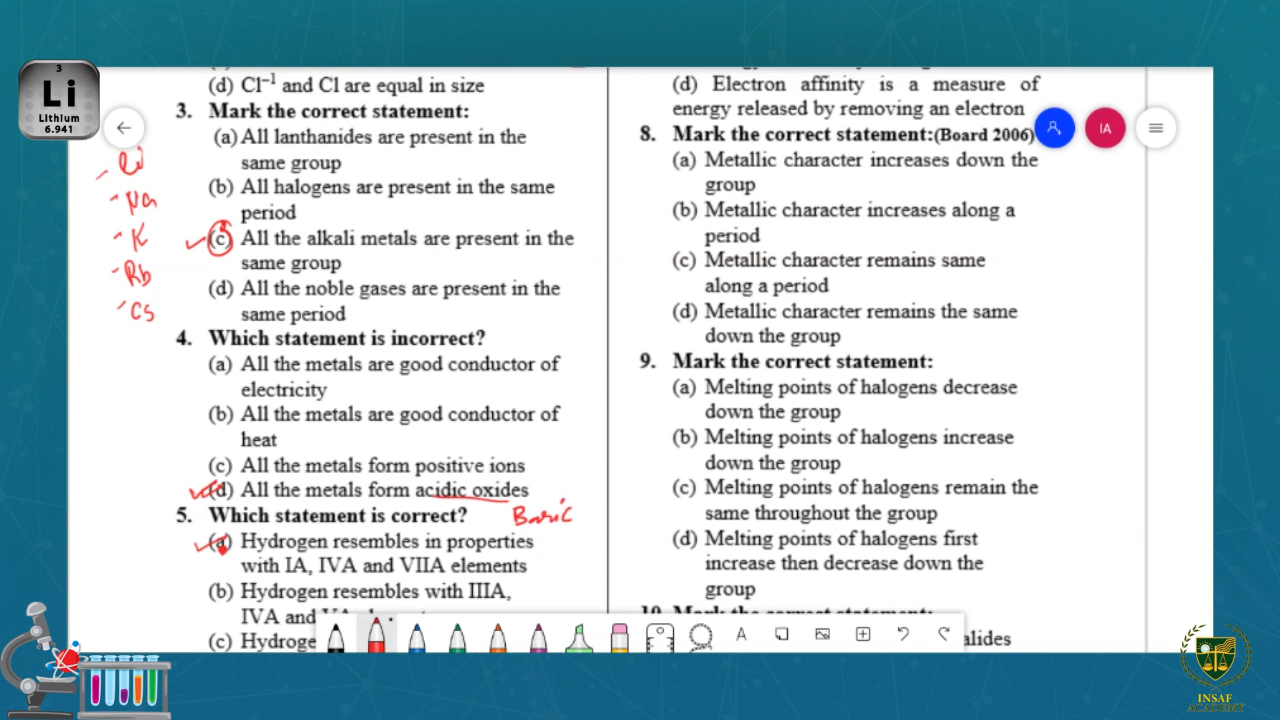 3
Li
Lithium
6.941
(d) Cl⁻¹ and Cl are equal in size
3. Mark the correct statement:
(a) All lanthanides are present in the
same group
(b) All halogens are present in the same
period
(c) All the alkali metals are present in the
same group
(d) All the noble gases are present in the
same period
Li
Na
K
Rb
Cs
4. Which statement is incorrect?
(a) All the metals are good conductor of
electricity
(b) All the metals are good conductor of
heat
(c) All the metals form positive ions
(d) All the metals form acidic oxides
Basic
5. Which statement is correct?
(a) Hydrogen resembles in properties
with IA, IVA and VIIA elements
(b) Hydrogen resembles with IIIA,
IVA and
(c) Hydroge
(d) Electron affinity is a measure of
energy released by removing an electron
8. Mark the correct statement:(Board 2006)
IA
(a) Metallic character increases down the
group
(b) Metallic character increases along a
period
(c) Metallic character remains same
along a period
(d) Metallic character remains the same
down the group
9. Mark the correct statement:
(a) Melting points of halogens decrease
down the group
(b) Melting points of halogens increase
down the group
(c) Melting points of halogens remain the
same throughout the group
(d) Melting points of halogens first
increase then decrease down the
group
10. Mark the correct statement:
alides
A
INSAF
ACADEMY